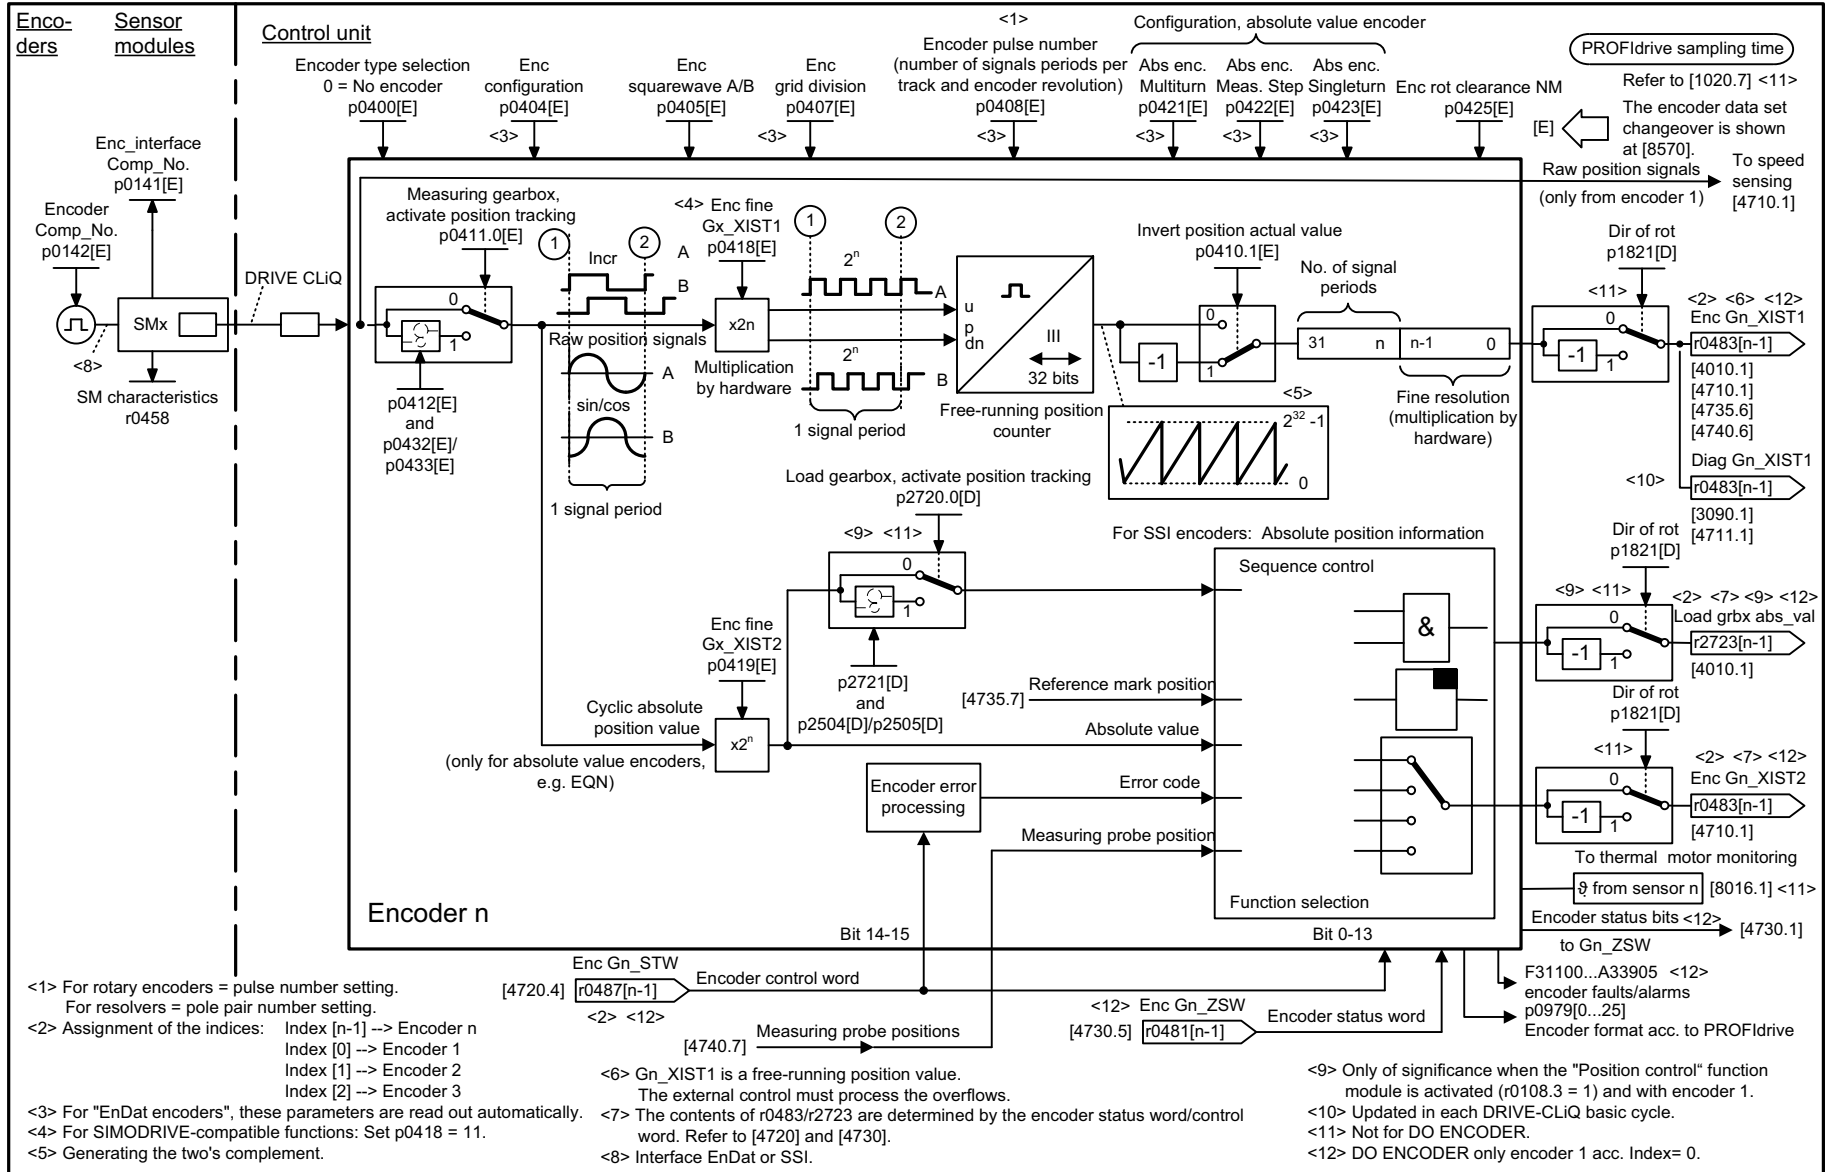 Enco-
ders
Sensor
modules
Control unit
Encoder type selection
0 = No encoder
p0400[E]
Enc
configuration
p0404[E]
<3>
Enc
squarewave A/B
p0405[E]
Enc
grid division
p0407[E]
<3>
<1>
Encoder pulse number
(number of signals periods per
track and encoder revolution)
p0408[E]
<3>
Configuration, absolute value encoder
Abs enc.
Multiturn
p0421[E]
<3>
Abs enc.
Meas. Step
p0422[E]
<3>
Abs enc.
Singleturn
p0423[E]
<3>
Enc rot clearance NM
p0425[E]
PROFIdrive sampling time
Refer to [1020.7] <11>
[E]
The encoder data set
changeover is shown
at [8570].
Raw position signals
(only from encoder 1)
To speed
sensing
[4710.1]
Enc_interface
Comp_No.
p0141[E]
Encoder
Comp_No.
p0142[E]
DRIVE CLiQ
SMx
<8>
SM characteristics
r0458
Measuring gearbox,
activate position tracking
p0411.0[E]
0
1
p0412[E]
and
p0432[E]/
p0433[E]
1
2
Incr
A
B
Raw position signals
A
sin/cos
B
1 signal period
<4> Enc fine
Gx_XIST1
p0418[E]
x2n
Multiplication
by hardware
1
2
2n
A
2n
B
1 signal period
u
p
dn
III
32 bits
Free-running position
counter
Invert position actual value
p0410.1[E]
0
1
-1
No. of signal
periods
31 n
n-1 0
Fine resolution
(multiplication by
hardware)
<5>
232 -1
0
Dir of rot
p1821[D]
<11>
0
-1
1
<2> <6> <12>
Enc Gn_XIST1
r0483[n-1]
[4010.1]
[4710.1]
[4735.6]
[4740.6]
Diag Gn_XIST1
<10>
r0483[n-1]
[3090.1]
[4711.1]
Load gearbox, activate position tracking
p2720.0[D]
<9> <11>
0
1
p2721[D]
and
p2504[D]/p2505[D]
Enc fine
Gx_XIST2
p0419[E]
x2n
Cyclic absolute
position value
(only for absolute value encoders,
e.g. EQN)
For SSI encoders: Absolute position information
Sequence control
&
[4735.7]
Reference mark position
Absolute value
Encoder error
processing
Error code
Measuring probe position
Function selection
Dir of rot
p1821[D]
<9> <11>
0
-1
1
<2> <7> <9> <12>
Load grbx abs_val
r2723[n-1]
[4010.1]
Dir of rot
p1821[D]
<11>
0
-1
1
<2> <7> <12>
Enc Gn_XIST2
r0483[n-1]
[4710.1]
To thermal motor monitoring
ϑ from sensor n
[8016.1] <11>
Encoder status bits <12>
to Gn_ZSW
[4730.1]
Encoder n
Bit 14-15
Bit 0-13
Enc Gn_STW
[4720.4]
r0487[n-1]
Encoder control word
<2> <12>
[4740.7]
Measuring probe positions
<12> Enc Gn_ZSW
[4730.5]
r0481[n-1]
Encoder status word
F31100...A33905 <12>
encoder faults/alarms
p0979[0...25]
Encoder format acc. to PROFIdrive
<1> For rotary encoders = pulse number setting.
For resolvers = pole pair number setting.
<2> Assignment of the indices: Index [n-1] --> Encoder n
Index [0] --> Encoder 1
Index [1] --> Encoder 2
Index [2] --> Encoder 3
<3> For "EnDat encoders", these parameters are read out automatically.
<4> For SIMODRIVE-compatible functions: Set p0418 = 11.
<5> Generating the two's complement.
<6> Gn_XIST1 is a free-running position value.
The external control must process the overflows.
<7> The contents of r0483/r2723 are determined by the encoder status word/control
word. Refer to [4720] and [4730].
<8> Interface EnDat or SSI.
<9> Only of significance when the "Position control“ function
module is activated (r0108.3 = 1) and with encoder 1.
<10> Updated in each DRIVE-CLiQ basic cycle.
<11> Not for DO ENCODER.
<12> DO ENCODER only encoder 1 acc. Index= 0.